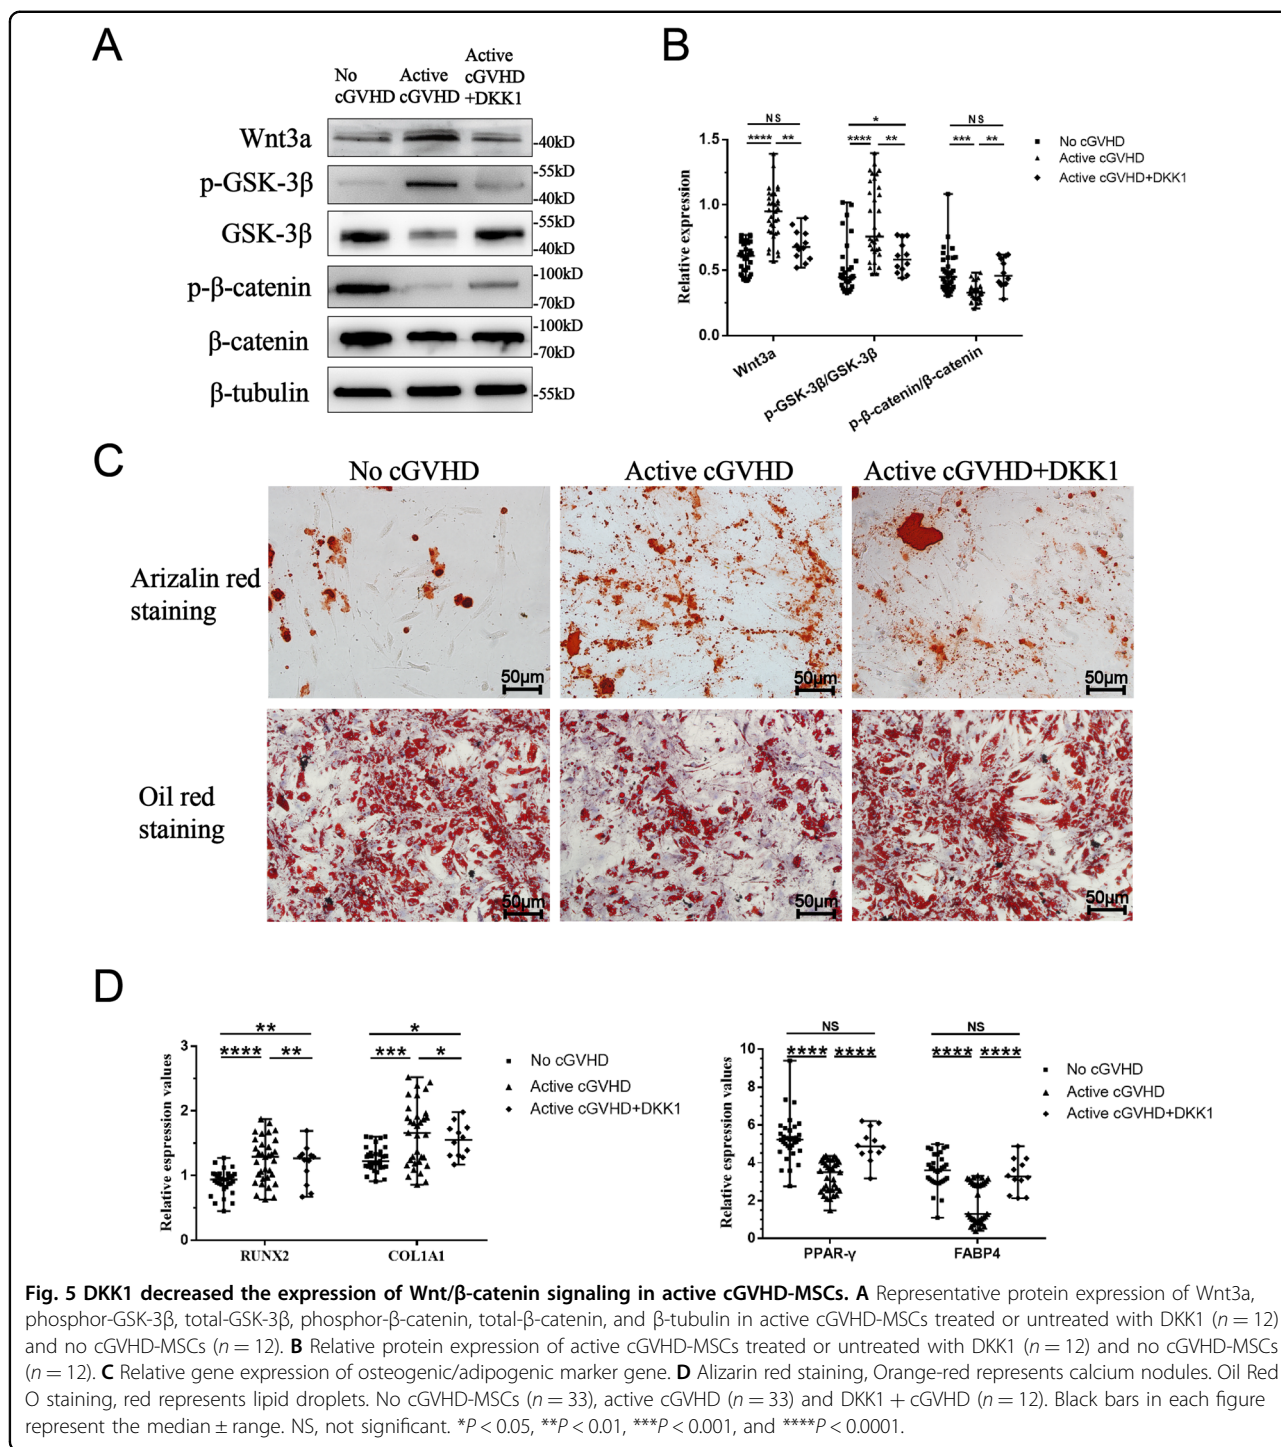 A
No cGVHD
Active cGVHD
Active cGVHD +DKK1
Wnt3a
-40kD
p-GSK-3β
-55kD
-40kD
GSK-3β
-55kD
-40kD
p-β-catenin
-100kD
-70kD
β-catenin
-100kD
-70kD
β-tubulin
-55kD
B
NS
**** **
*
**** **
NS
*** **
No cGVHD
Active cGVHD
Active cGVHD+DKK1
Relative expression
1.5
1.0
0.5
0.0
Wnt3a
p-GSK-3β/GSK-3β
p-β-catenin/β-catenin
C
No cGVHD
Active cGVHD
Active cGVHD+DKK1
Arizalin red
staining
50μm
50μm
50μm
Oil red
staining
50μm
50μm
50μm
D
**
**** **
*
*** *
No cGVHD
Active cGVHD
Active cGVHD+DKK1
Relative expression values
3
2
1
0
RUNX2
COL1A1
NS
**** ****
NS
**** ****
No cGVHD
Active cGVHD
Active cGVHD+DKK1
Relative expression values
10
8
6
4
2
0
PPAR-γ
FABP4
Fig. 5 DKK1 decreased the expression of Wnt/β-catenin signaling in active cGVHD-MSCs. A Representative protein expression of Wnt3a,
phosphor-GSK-3β, total-GSK-3β, phosphor-β-catenin, total-β-catenin, and β-tubulin in active cGVHD-MSCs treated or untreated with DKK1 (n = 12)
and no cGVHD-MSCs (n = 12). B Relative protein expression of active cGVHD-MSCs treated or untreated with DKK1 (n = 12) and no cGVHD-MSCs
(n = 12). C Relative gene expression of osteogenic/adipogenic marker gene. D Alizarin red staining, Orange-red represents calcium nodules. Oil Red
O staining, red represents lipid droplets. No cGVHD-MSCs (n = 33), active cGVHD (n = 33) and DKK1 + cGVHD (n = 12). Black bars in each figure
represent the median ± range. NS, not significant. *P < 0.05, **P < 0.01, ***P < 0.001, and ****P < 0.0001.